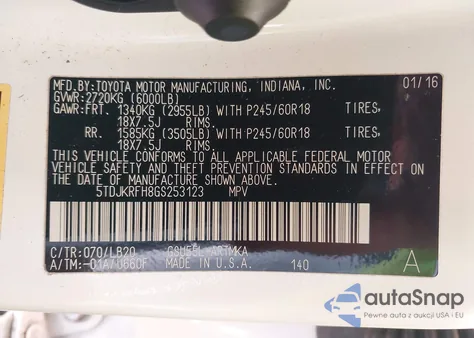 MFD.BY:TOYOTA MOTOR MANUFACTURING, INDIANA, INC. 01/16
GVWR:2720KG (6000LB)
GAWR:FRT. 1340KG (2955LB) WITH P245/60R18 TIRES,
18X7.5J RIMS,
RR. 1585KG (3505LB) WITH P245/60R18 TIRES,
18X7.5J RIMS,
THIS VEHICLE CONFORMS TO ALL APPLICABLE FEDERAL MOTOR
VEHICLE SAFETY AND THEFT PREVENTION STANDARDS IN EFFECT ON
THE DATE OF MANUFACTURE SHOWN ABOVE.
5TDJKRFH8GS253123 MPV
C/TR:070/LB20
A/TM:-01A/U660F MADE IN U.S.A. 140 A
autoSnap
Pewne auta z aukcji USA i EU